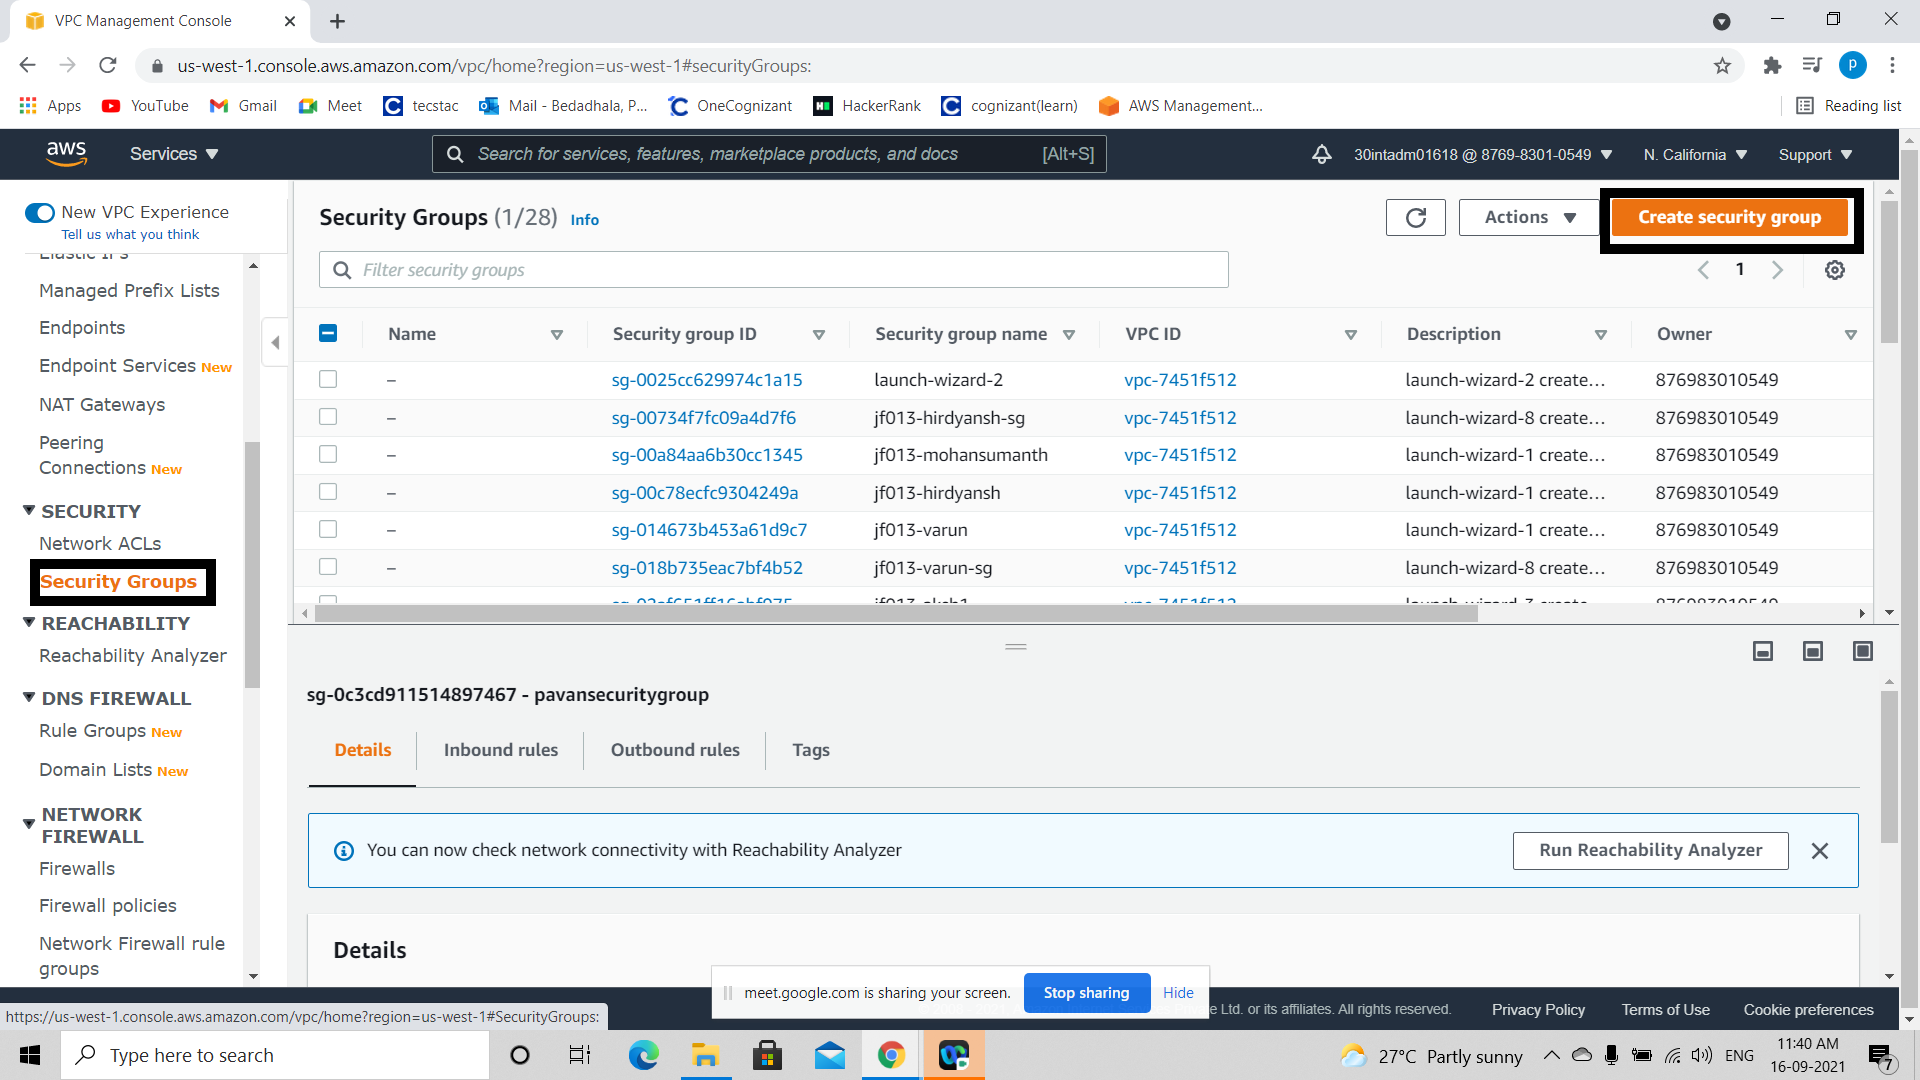 VPC Management Console
us-west-1.console.aws.amazon.com/vpc/home?region=us-west-1#securityGroups:
P
Apps YouTube Gmail Meet tecstac Mail - Bedadhala, P... OneCognizant HackerRank cognizant(learn) AWS Management... Reading list
aws Services Search for services, features, marketplace products, and docs [Alt+S] 30intadm01618 @ 8769-8301-0549 N. California Support
New VPC Experience
Tell us what you think
Elastic IPs
Managed Prefix Lists
Endpoints
Endpoint Services New
NAT Gateways
Peering
Connections New
SECURITY
Network ACLs
Security Groups
REACHABILITY
Reachability Analyzer
DNS FIREWALL
Rule Groups New
Domain Lists New
NETWORK
FIREWALL
Firewalls
Firewall policies
Network Firewall rule
groups
Security Groups (1/28) Info
Actions
Create security group
Filter security groups
1
Name Security group ID Security group name VPC ID Description Owner
– sg-0025cc629974c1a15 launch-wizard-2 vpc-7451f512 launch-wizard-2 create... 876983010549
– sg-00734f7fc09a4d7f6 jf013-hirdyansh-sg vpc-7451f512 launch-wizard-8 create... 876983010549
– sg-00a84aa6b30cc1345 jf013-mohansumanth vpc-7451f512 launch-wizard-1 create... 876983010549
– sg-00c78ecfc9304249a jf013-hirdyansh vpc-7451f512 launch-wizard-1 create... 876983010549
– sg-014673b453a61d9c7 jf013-varun vpc-7451f512 launch-wizard-1 create... 876983010549
– sg-018b735eac7bf4b52 jf013-varun-sg vpc-7451f512 launch-wizard-8 create... 876983010549
sg-0c3cd911514897467 - pavansecuritygroup
Details Inbound rules Outbound rules Tags
You can now check network connectivity with Reachability Analyzer
Run Reachability Analyzer
Details
meet.google.com is sharing your screen. Stop sharing Hide
e Ltd. or its affiliates. All rights reserved. Privacy Policy Terms of Use Cookie preferences
https://us-west-1.console.aws.amazon.com/vpc/home?region=us-west-1#SecurityGroups:
Type here to search
27°C Partly sunny
ENG
11:40 AM
16-09-2021
7